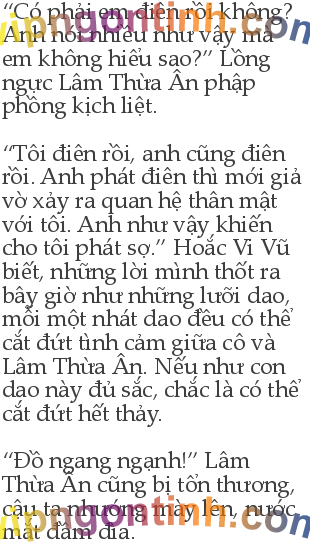 “Có phải em điên rồi không?
Anh nói nhiều như vậy mà
em không hiểu sao?” Lồng
ngực Lâm Thừa Ân phập
phồng kịch liệt.
“Tôi điên rồi, anh cũng điên
rồi. Anh phát điên thì mới giả
vờ xảy ra quan hệ thân mật
với tôi. Anh như vậy khiến
cho tôi phát sợ.” Hoắc Vi Vũ
biết, những lời mình thốt ra
bây giờ như những lưỡi dao,
mỗi một nhát dao đều có thể
cắt đứt tình cảm giữa cô và
Lâm Thừa Ân. Nếu như con
dao này đủ sắc, chắc là có thể
cắt đứt hết thảy.
“Đồ ngang ngạnh!” Lâm
Thừa Ân cũng bị tổn thương,
cậu ta nhướng mày lên, nước
mắt đầm đìa.
vipngontinh.com
vipngontinh.com